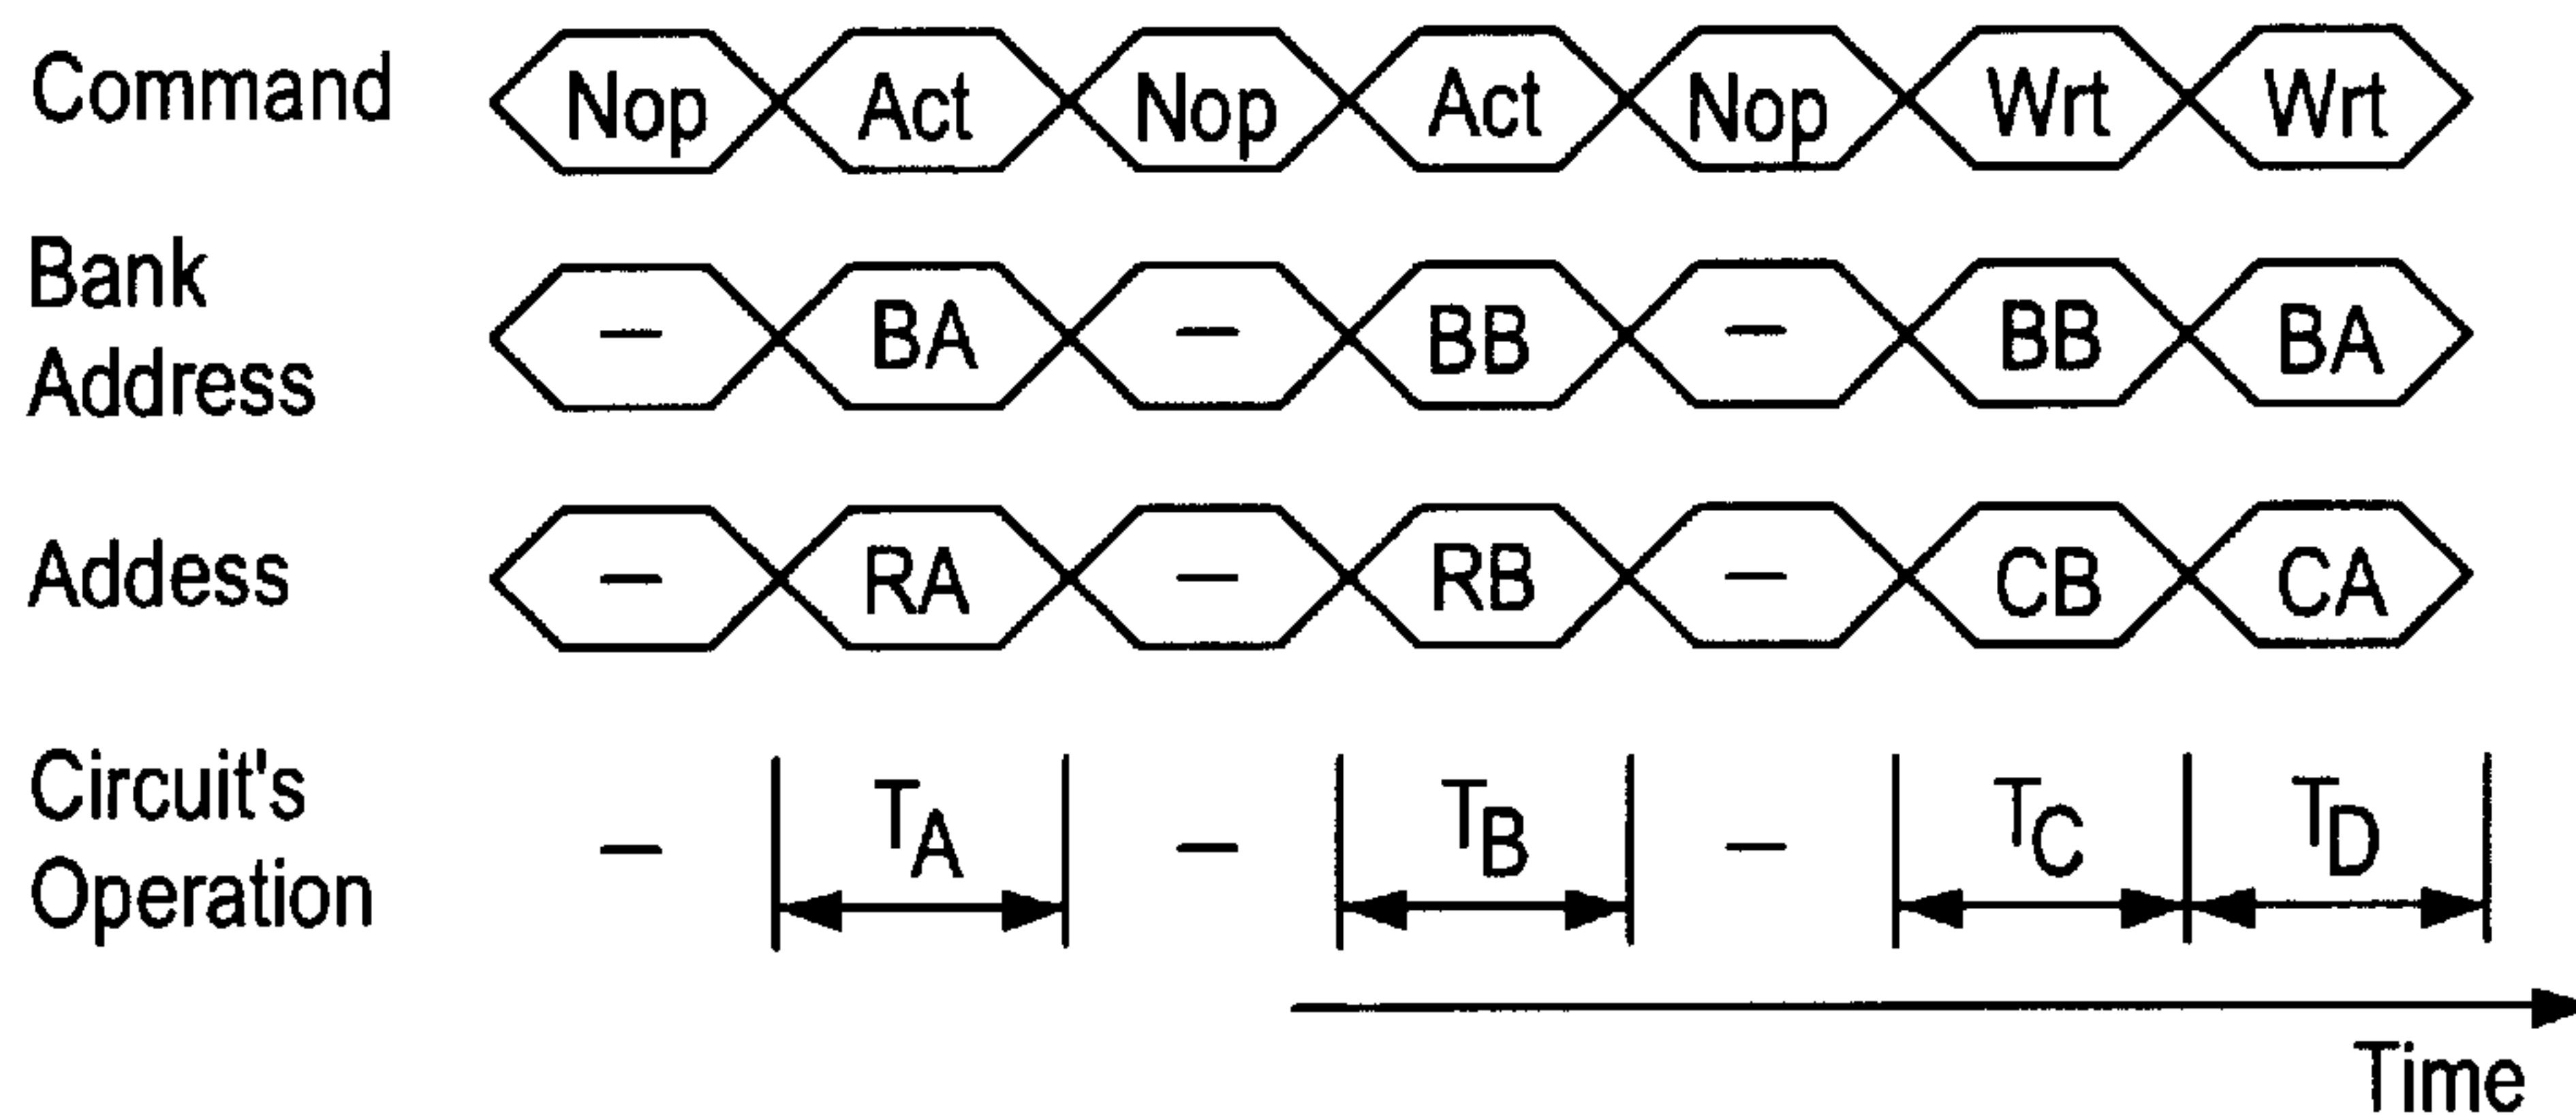 Command Nop Act Nop Act Nop Wrt Wrt
Bank
Address – BA – BB – BB BA
Addess – RA – RB – CB CA
Circuit's
Operation – TA – TB – TC TD
Time